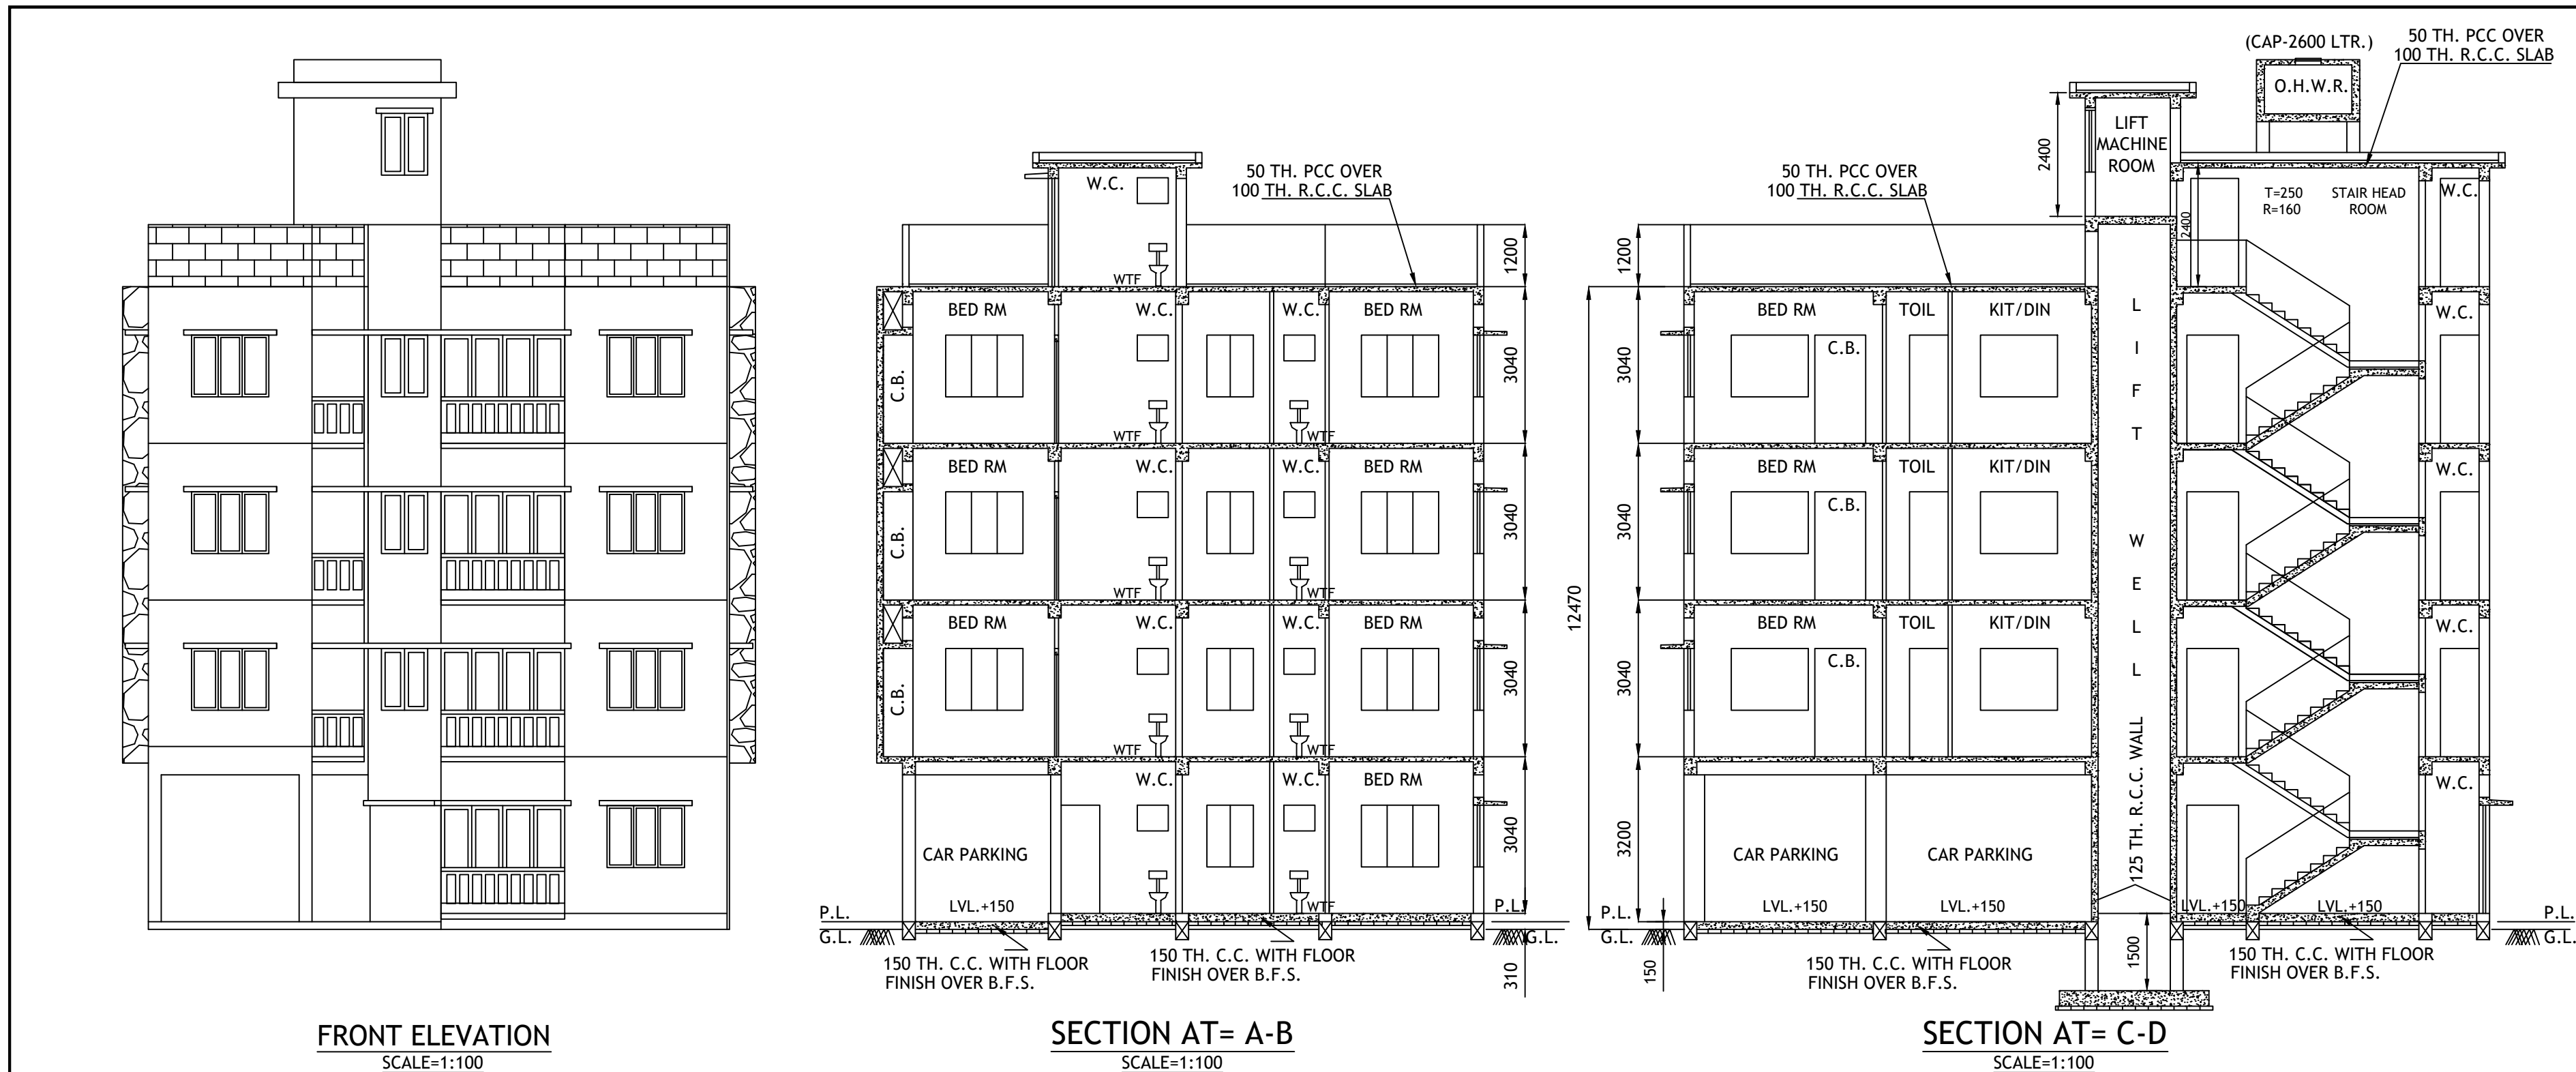 FRONT ELEVATION
SCALE=1:100
50 TH. PCC OVER
100 TH. R.C.C. SLAB
W.C.
WTF
1200
BED RM
W.C.
W.C.
BED RM
C.B.
3040
WTF
BED RM
W.C.
W.C.
BED RM
C.B.
3040
WTF
WTF
BED RM
W.C.
W.C.
BED RM
C.B.
3040
WTF
WTF
W.C.
W.C.
BED RM
3040
CAR PARKING
LVL.+150
WTF
P.L.
P.L.
G.L.
G.L.
310
150 TH. C.C. WITH FLOOR
FINISH OVER B.F.S.
150 TH. C.C. WITH FLOOR
FINISH OVER B.F.S.
SECTION AT= A-B
SCALE=1:100
(CAP-2600 LTR.)
50 TH. PCC OVER
100 TH. R.C.C. SLAB
O.H.W.R.
LIFT
MACHINE
ROOM
2400
50 TH. PCC OVER
100 TH. R.C.C. SLAB
T=250
R=160
STAIR HEAD
ROOM
W.C.
2400
1200
BED RM
TOIL
KIT/DIN
C.B.
W.C.
3040
BED RM
TOIL
KIT/DIN
C.B.
W.C.
3040
BED RM
TOIL
KIT/DIN
C.B.
W.C.
3040
12470
LIFT WELL
125 TH. R.C.C. WALL
W.C.
3200
CAR PARKING
CAR PARKING
LVL.+150
LVL.+150
LVL.+150
LVL.+150
P.L.
P.L.
G.L.
G.L.
150
1500
150 TH. C.C. WITH FLOOR
FINISH OVER B.F.S.
150 TH. C.C. WITH FLOOR
FINISH OVER B.F.S.
SECTION AT= C-D
SCALE=1:100